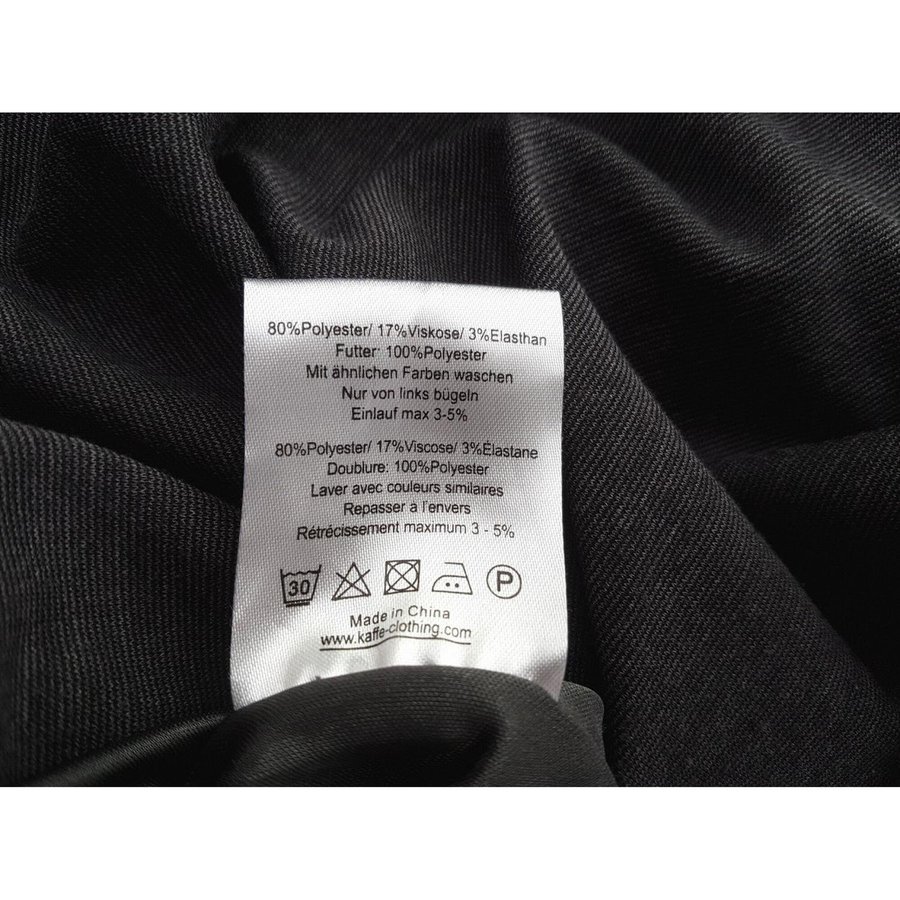 80%Polyester/ 17%Viskose/ 3%Elasthan
Futter: 100%Polyester
Mit ähnlichen Farben waschen
Nur von links bügeln
Einlauf max 3-5%
80%Polyester/ 17%Viscose/ 3%Élastane
Doublure: 100%Polyester
Laver avec couleurs similaires
Repasser à l'envers
Rétrécissement maximum 3 - 5%
30 P
Made in China
www.kaffe-clothing.com